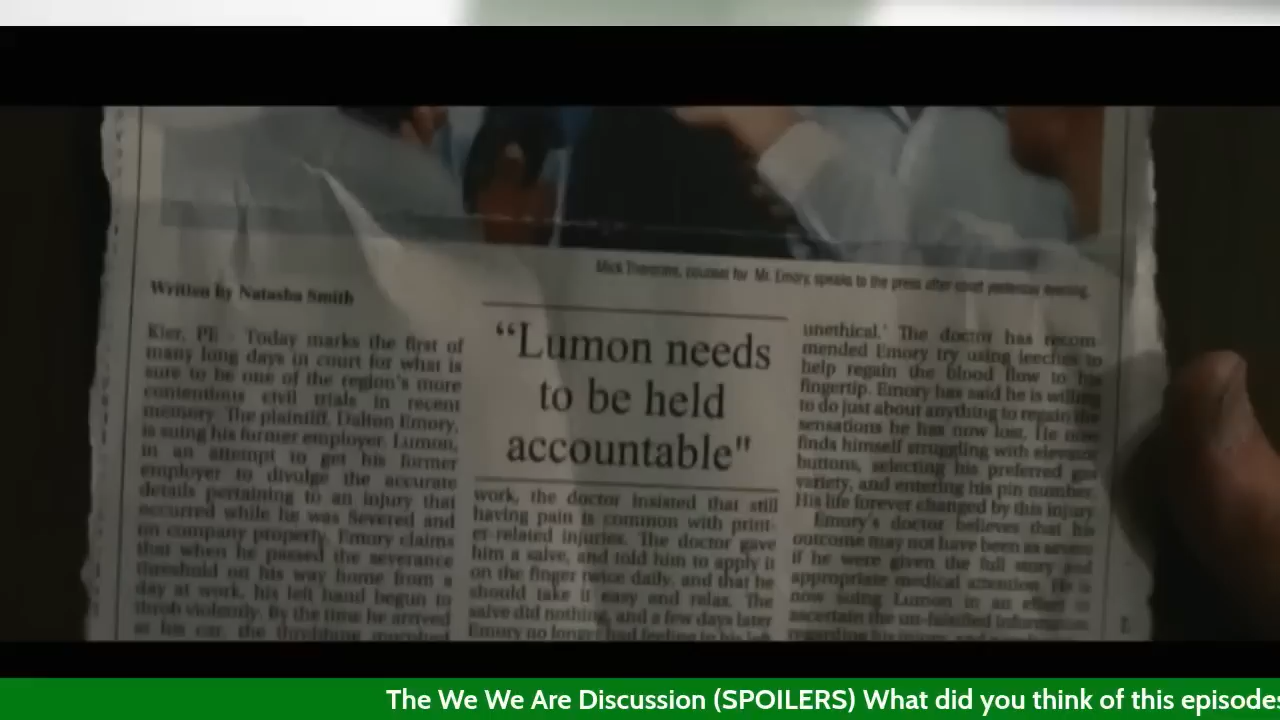 Mick Trentate, counsel for Mr. Emory, speaks to the press after court yesterday evening.
Written by Natasha Smith
Kier, PE - Today marks the first of
many long days in court for what is
sure to be one of the region's more
contentious civil trials in recent
memory. The plaintiff, Dalton Emory,
is suing his former employer, Lumon,
in an attempt to get his former
employer to divulge the accurate
details pertaining to an injury that
occurred while he was Severed and
on company property. Emory claims
that when he passed the severance
threshold on his way home from a
day at work, his left hand began to
throb violently. By the time he arrived
at his car, the throbbing
“Lumon needs
to be held
accountable"
work, the doctor insisted that still
having pain is common with print-
er-related injuries. The doctor gave
him a salve, and told him to apply it
on the finger twice daily, and that he
should take it easy and relax. The
salve did nothing, and a few days later
Emory no longer had feeling in his left
unethical.' The doctor has recom
mended Emory try using leeches to
help regain the blood flow to his
fingertip. Emory has said he is willing
to do just about anything to regain the
sensations he has now lost. He now
finds himself struggling with elevator
buttons, selecting his preferred gas
variety, and entering his pin number.
His life forever changed by this injury
Emory's doctor believes that his
outcome may not have been as severe
if he were given the full story and
appropriate medical attention. He is
now suing Lumon in an effort to
ascertain the un-falsified information
regarding his injury, and
The We We Are Discussion (SPOILERS) What did you think of this episode